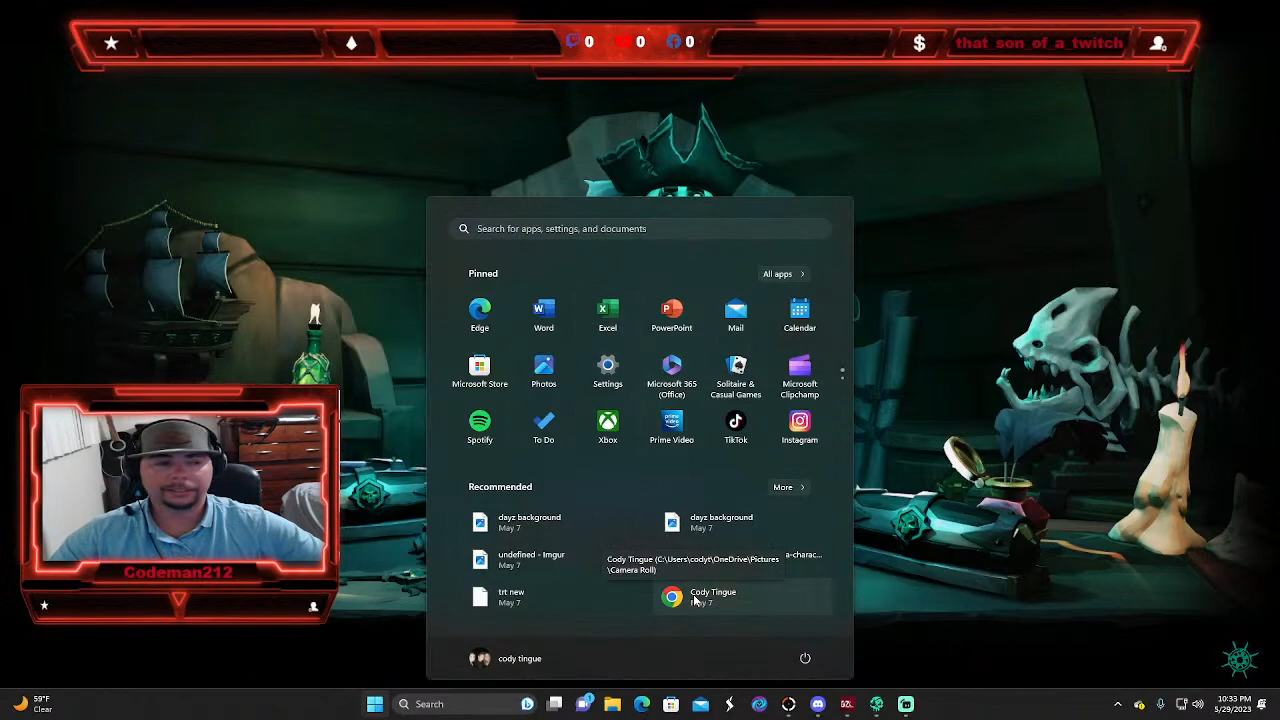 0 0 0
that_son_of_a_twitch
Search for apps, settings, and documents
Pinned
All apps
Edge Word Excel PowerPoint Mail Calendar
Microsoft Store Photos Settings Microsoft 365 (Office) Solitaire & Casual Games Microsoft Clipchamp
Spotify To Do Xbox Prime Video TikTok Instagram
Recommended
More
dayz background
May 7
dayz background
May 7
undefined - Imgur
May 7
a-charac...
Cody Tingue (C:\Users\codyt\OneDrive\Pictures
\Camera Roll)
trt new
May 7
Cody Tingue
May 7
cody tingue
Codeman212
59°F
Clear
Search
10:33 PM
5/29/2023